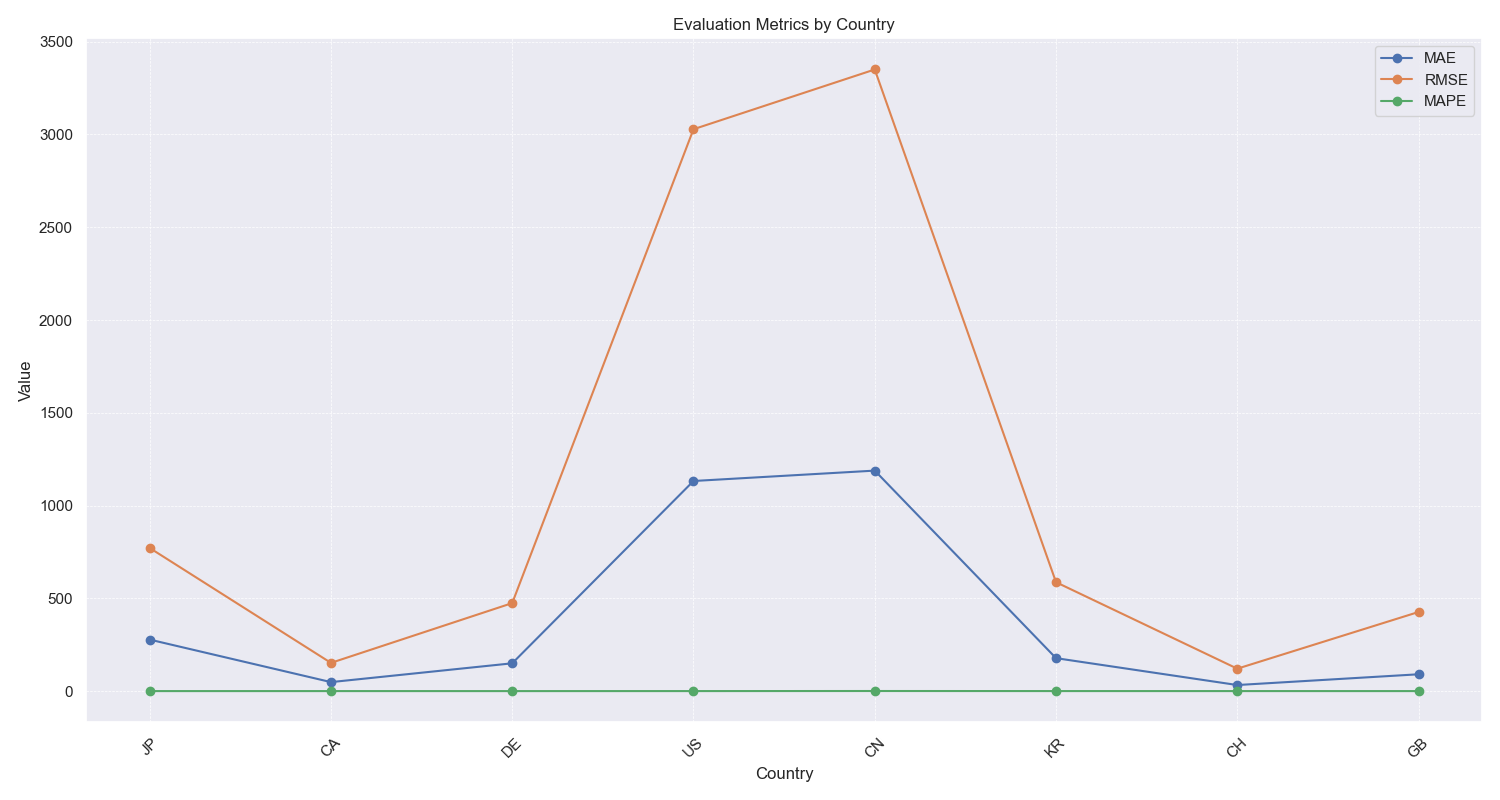 Evaluation Metrics by Country
MAE
RMSE
MAPE
3500
3000
2500
2000
1500
1000
500
0
Value
JP
CA
DE
US
CN
KR
CH
GB
Country